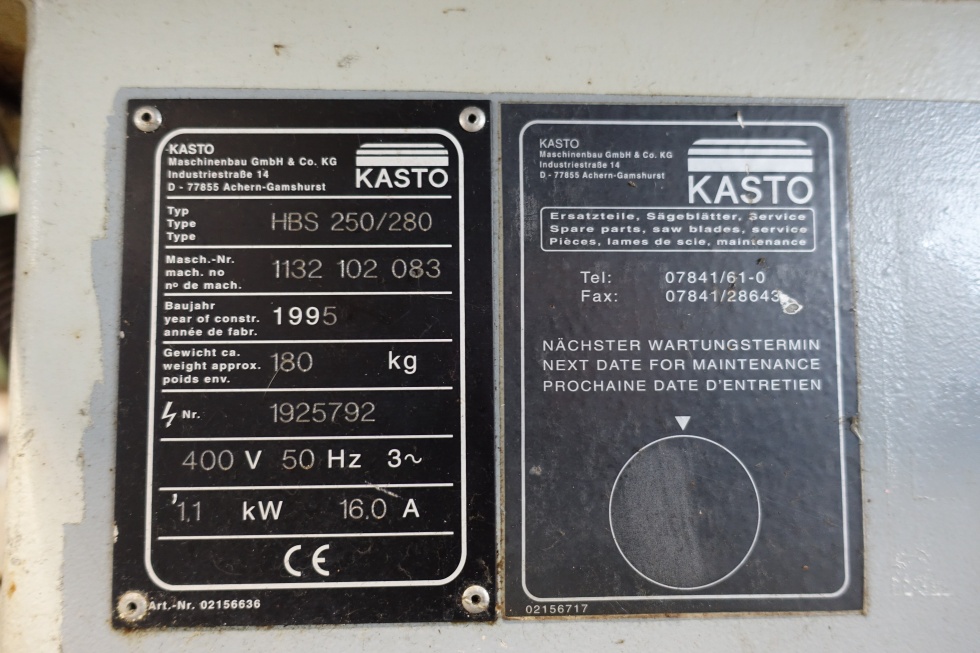 KASTO
Maschinenbau GmbH & Co. KG
Industriestraße 14
D - 77855 Achern-Gamshurst
KASTO
Typ
Type
Type
HBS 250/280
Masch.-Nr.
mach. no
nº de mach.
1132 102 083
Baujahr
year of constr.
année de fabr.
1995
Gewicht ca.
weight approx.
poids env.
180 kg
Nr. 1925792
400 V 50 Hz 3~
1.1 kW 16.0 A
CE
Art.-Nr. 02156636
KASTO
Maschinenbau GmbH & Co. KG
Industriestraße 14
D - 77855 Achern-Gamshurst
KASTO
Ersatzteile, Sägeblätter, Service
Spare parts, saw blades, service
Pièces, lames de scie, maintenance
Tel: 07841/61-0
Fax: 07841/28643
NÄCHSTER WARTUNGSTERMIN
NEXT DATE FOR MAINTENANCE
PROCHAINE DATE D'ENTRETIEN
02156717